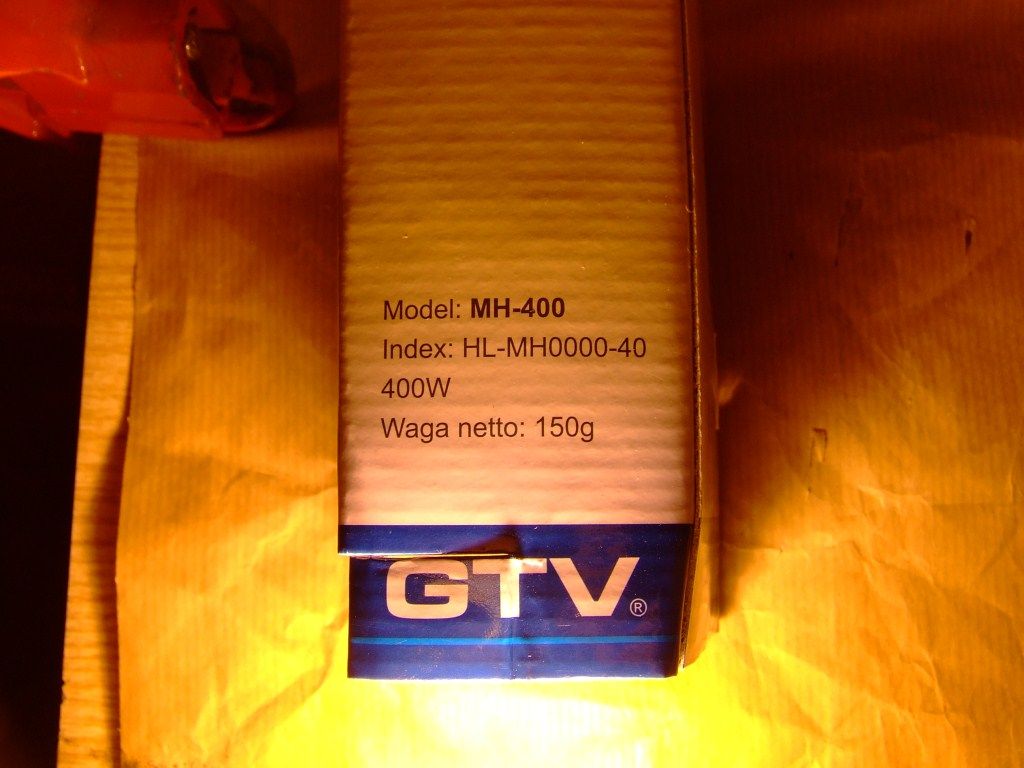 Model: MH-400
Index: HL-MH0000-40
400W
Waga netto: 150g
GTV®